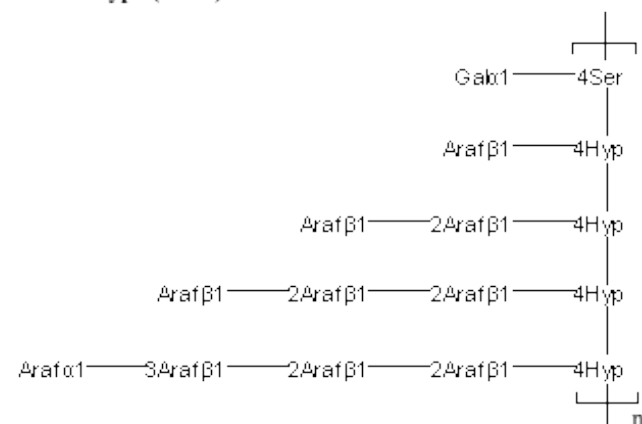 Galα1 4Ser
Arafβ1 4Hyp
Arafβ1 2Arafβ1 4Hyp
Arafβ1 2Arafβ1 2Arafβ1 4Hyp
Arafα1 3Arafβ1 2Arafβ1 2Arafβ1 4Hyp
n